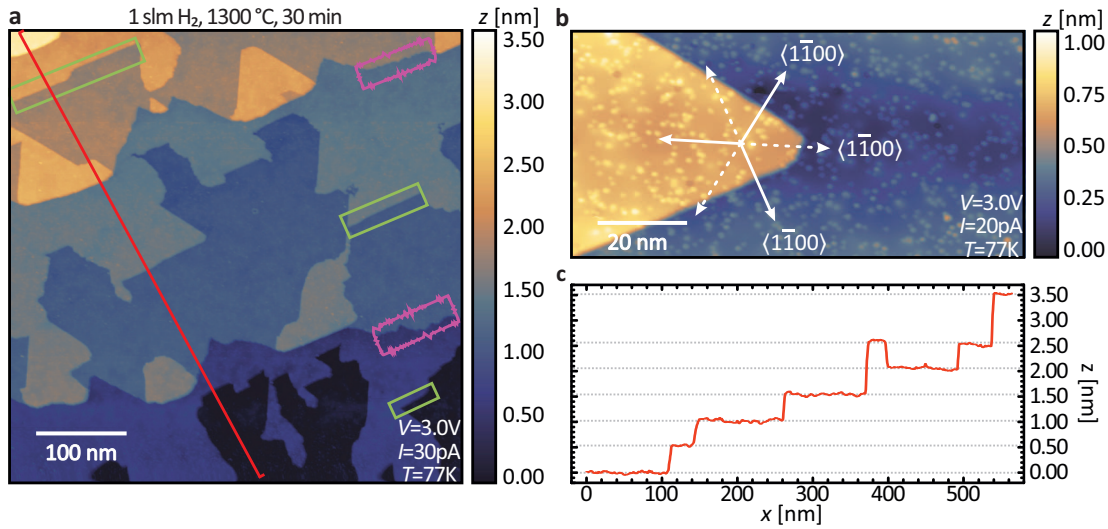 a
1 slm H₂, 1300 °C, 30 min
z [nm]
3.50
3.00
2.50
2.00
1.50
1.00
0.50
0.00
100 nm
V=3.0V
I=30pA
T=77K
b
z [nm]
1.00
0.75
0.50
0.25
0.00
⟨11̅00⟩
⟨11̅00⟩
⟨11̅00⟩
20 nm
V=3.0V
I=20pA
T=77K
c
3.50
3.00
2.50
2.00
1.50
1.00
0.50
0.00
z [nm]
0
100
200
300
400
500
x [nm]